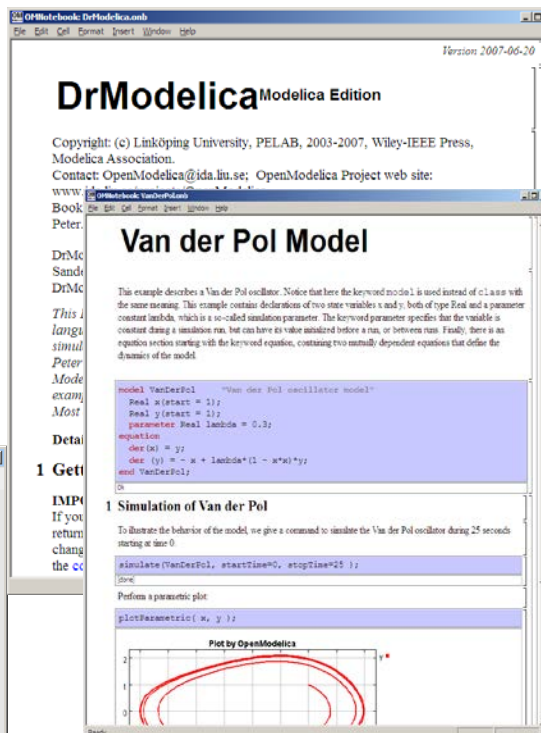 OMNotebook: DrModelica.onb
File Edit Cell Format Insert Window Help
Version 2007-06-20
DrModelica Modelica Edition
Copyright: (c) Linköping University, PELAB, 2003-2007, Wiley-IEEE Press,
Modelica Association.
Contact: OpenModelica@ida.liu.se; OpenModelica Project web site:
Book
Peter.
DrMo
Sande
DrMo
This
langu
simul
Peter
Mode
examp
Most
Detai
1 Gett
IMPO
If you
return
chang
the co
OMNotebook: VanDerPol.onb
File Edit Cell Format Insert Window Help
Van der Pol Model
This example describes a Van der Pol oscillator. Notice that here the keyword model is used instead of class with
the same meaning. This example contains declarations of two state variables x and y, both of type Real and a parameter
constant lambda, which is a so-called simulation parameter. The keyword parameter specifies that the variable is
constant during a simulation run, but can have its value initialized before a run, or between runs. Finally, there is an
equation section starting with the keyword equation, containing two mutually dependent equations that define the
dynamics of the model.
model VanDerPol "Van der Pol oscillator model"
Real x(start = 1);
Real y(start = 1);
parameter Real lambda = 0.3;
equation
der(x) = y;
der (y) = - x + lambda*(1 - x*x)*y;
end VanDerPol;
Ok
1 Simulation of Van der Pol
To illustrate the behavior of the model, we give a command to simulate the Van der Pol oscillator during 25 seconds
starting at time 0:
simulate(VanDerPol, startTime=0, stopTime=25 );
[done]
Perform a parametric plot:
plotParametric( x, y );
Plot by OpenModelica
2
1
0
Y
Ready